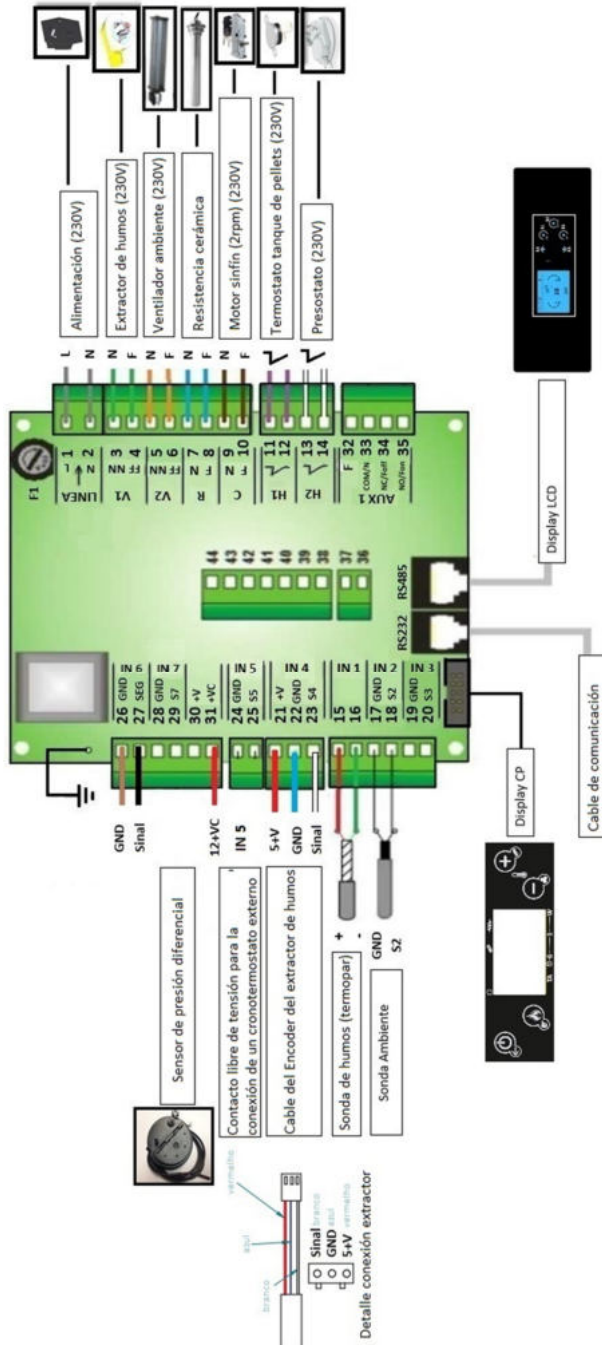 Alimentación (230V)
Extractor de humos (230V)
Ventilador ambiente (230V)
Resistencia cerámica
Motor sinfín (2rpm) (230V)
Termostato tanque de pellets (230V)
Presostato (230V)
L
N
N
F
N
F
N
F
N
F
F1
1 L
2 N
LINEA
3 NN
4 FF
V1
5 NN
6 FF
V2
7 N
8 F
R
9 N
10 F
C
11
12
H1
13
14
H2
F 32
COM/N 33
NC/Foff 34
NO/Fon 35
AUX 1
44
43
42
41
40
39
38
37
36
RS485
RS232
26 GND
27 SEG
IN 6
28 GND
29 S7
IN 7
30 +V
31 +VC
24 GND
25 S5
IN 5
21 +V
22 GND
23 S4
IN 4
15
16
IN 1
17 GND
18 S2
IN 2
19 GND
20 S3
IN 3
GND
Sinal
12+VC
IN 5
5+V
GND
Sinal
+
-
GND
S2
Sensor de presión diferencial
Contacto libre de tensión para la
conexión de un cronotermostato externo
Cable del Encoder del extractor de humos
Sonda de humos (termopar)
Sonda Ambiente
vermelho
azul
branco
Sinal branco
GND azul
5+V vermelho
Detalle conexión extractor
Display CP
Cable de comunicación
Display LCD